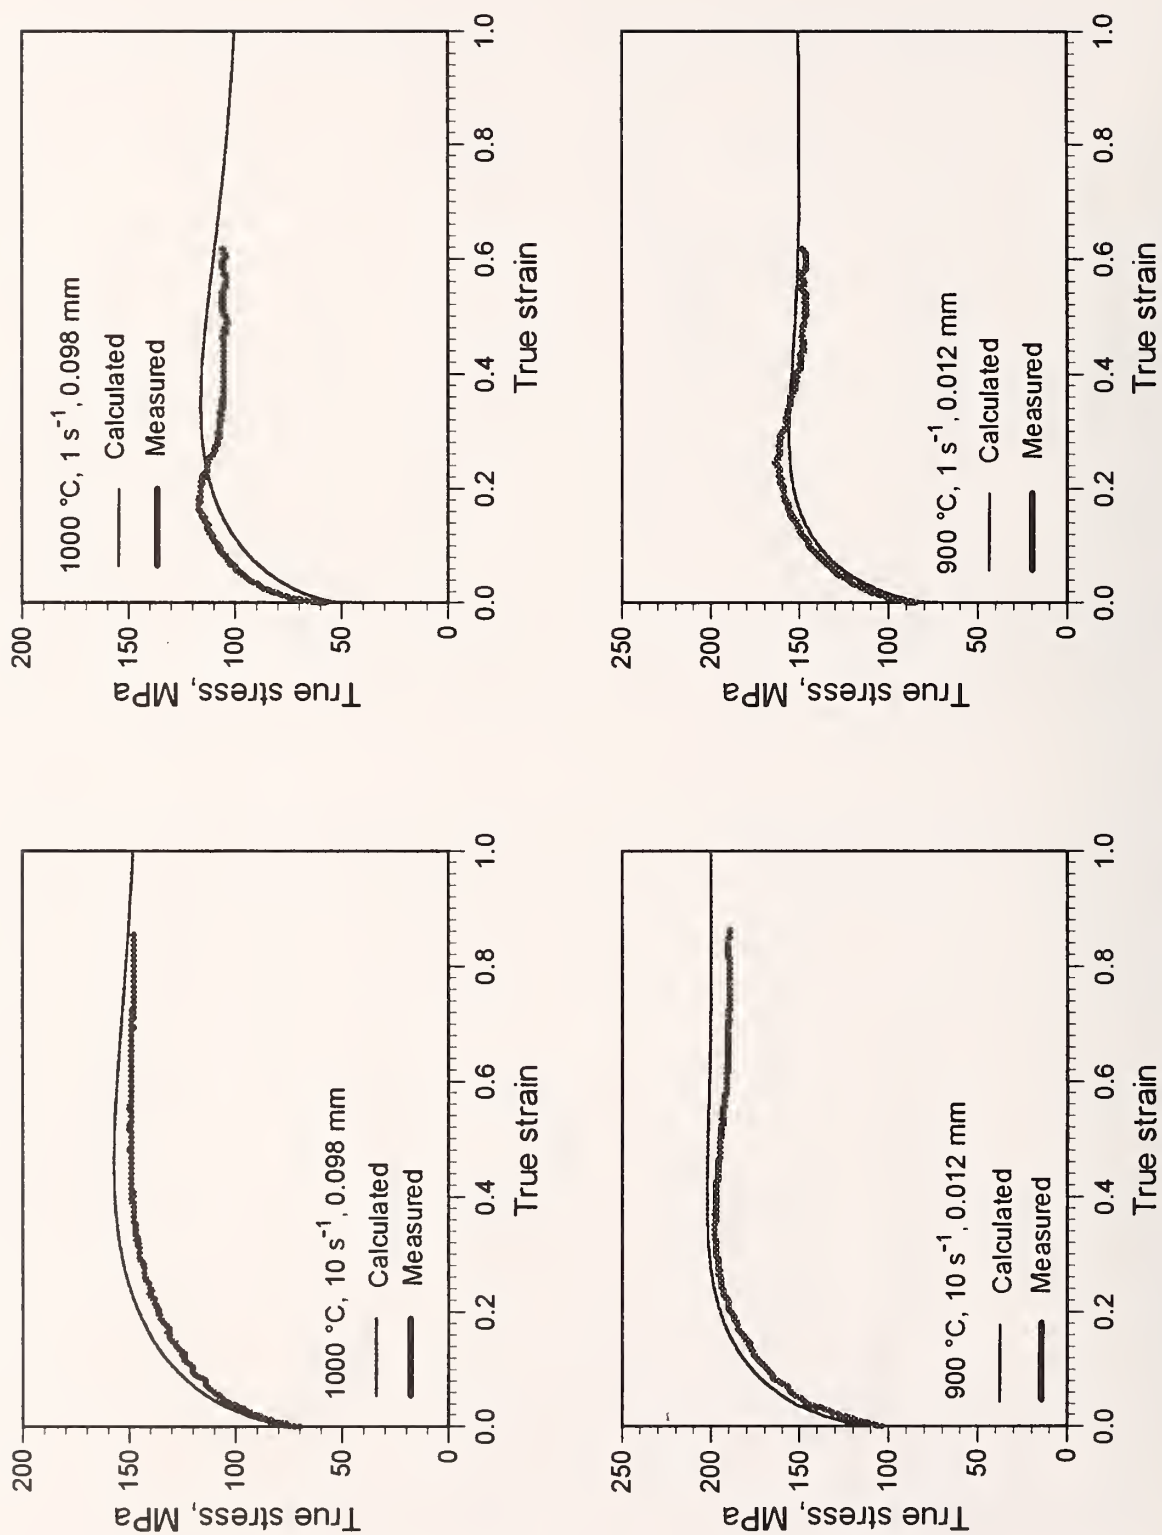 200
150
100
50
0
True stress, MPa
1000 °C, 10 s⁻¹, 0.098 mm
Calculated
Measured
0.0 0.2 0.4 0.6 0.8 1.0
True strain
200
150
100
50
0
True stress, MPa
1000 °C, 1 s⁻¹, 0.098 mm
Calculated
Measured
0.0 0.2 0.4 0.6 0.8 1.0
True strain
250
200
150
100
50
0
True stress, MPa
900 °C, 10 s⁻¹, 0.012 mm
Calculated
Measured
0.0 0.2 0.4 0.6 0.8 1.0
True strain
250
200
150
100
50
0
True stress, MPa
900 °C, 1 s⁻¹, 0.012 mm
Calculated
Measured
0.0 0.2 0.4 0.6 0.8 1.0
True strain